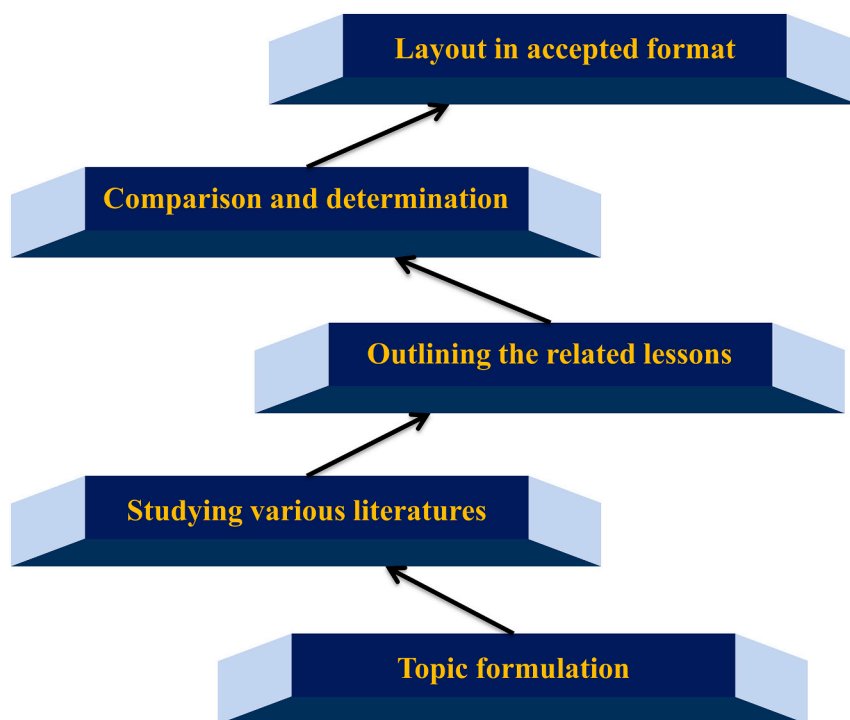 Layout in accepted format
Comparison and determination
Outlining the related lessons
Studying various literatures
Topic formulation